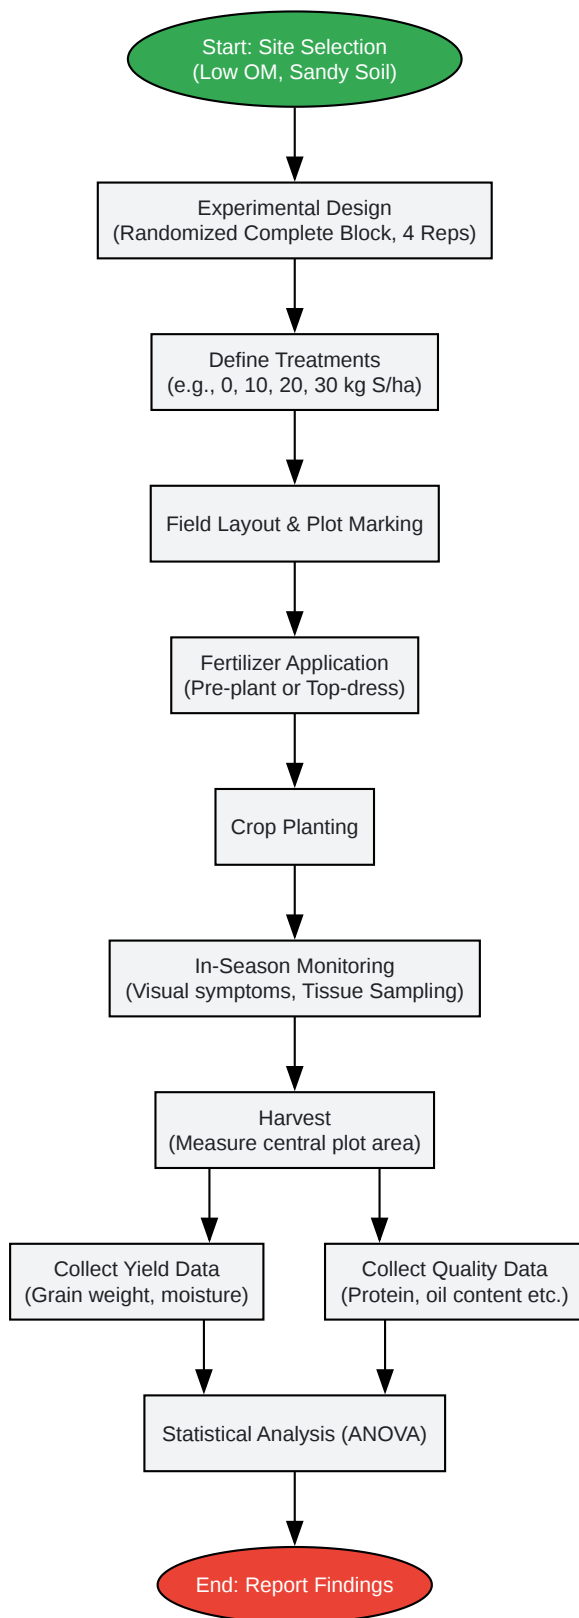 Start: Site Selection
(Low OM, Sandy Soil)
Experimental Design
(Randomized Complete Block, 4 Reps)
Define Treatments
(e.g., 0, 10, 20, 30 kg S/ha)
Field Layout & Plot Marking
Fertilizer Application
(Pre-plant or Top-dress)
Crop Planting
In-Season Monitoring
(Visual symptoms, Tissue Sampling)
Harvest
(Measure central plot area)
Collect Yield Data
(Grain weight, moisture)
Collect Quality Data
(Protein, oil content etc.)
Statistical Analysis (ANOVA)
End: Report Findings